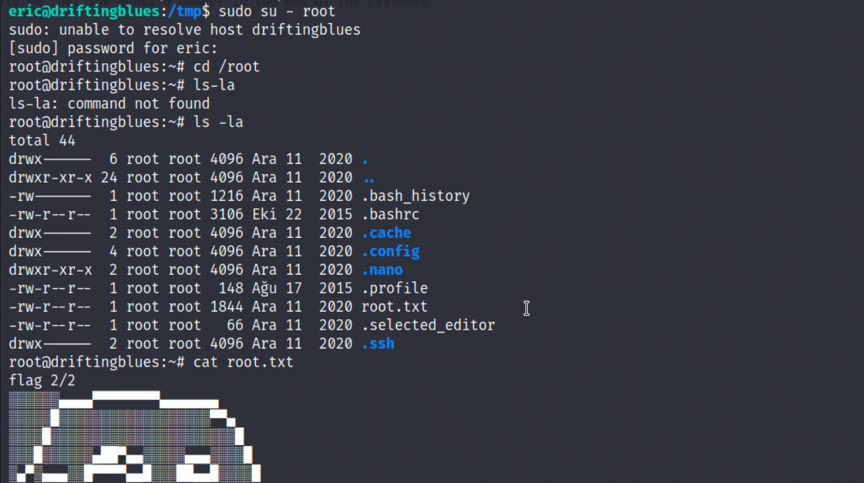 eric@driftingblues:/tmp$ sudo su - root
sudo: unable to resolve host driftingblues
[sudo] password for eric:
root@driftingblues:~# cd /root
root@driftingblues:~# ls-la
ls-la: command not found
root@driftingblues:~# ls -la
total 44
drwx------  6 root root 4096 Ara 11  2020 .
drwxr-xr-x 24 root root 4096 Ara 11  2020 ..
-rw-------  1 root root 1216 Ara 11  2020 .bash_history
-rw-r--r--  1 root root 3106 Eki 22  2015 .bashrc
drwx------  2 root root 4096 Ara 11  2020 .cache
drwx------  4 root root 4096 Ara 11  2020 .config
drwxr-xr-x  2 root root 4096 Ara 11  2020 .nano
-rw-r--r--  1 root root  148 Ağu 17  2015 .profile
-rw-r--r--  1 root root 1844 Ara 11  2020 root.txt
-rw-r--r--  1 root root   66 Ara 11  2020 .selected_editor
drwx------  2 root root 4096 Ara 11  2020 .ssh
root@driftingblues:~# cat root.txt
flag 2/2